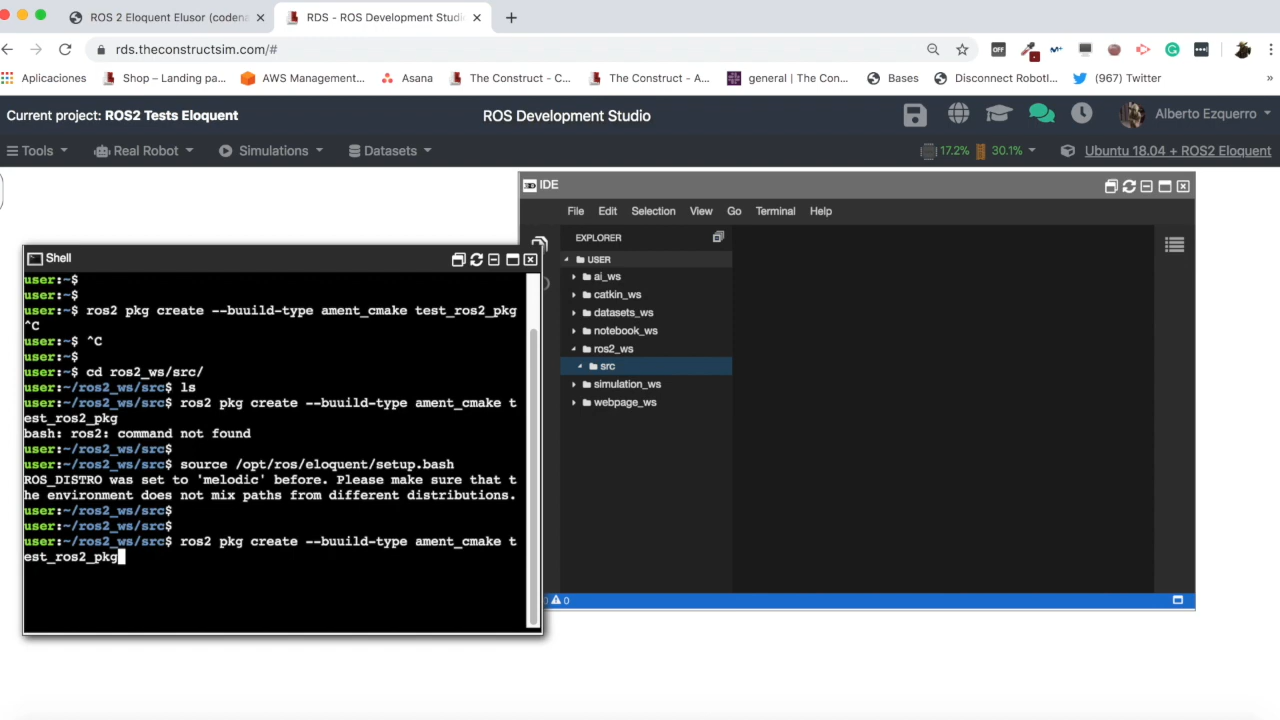 ROS 2 Eloquent Elusor (codena
RDS - ROS Development Studi
rds.theconstructsim.com/#
OFF
Aplicaciones
Shop – Landing pa...
AWS Management...
Asana
The Construct - C...
The Construct - A...
general | The Con...
Bases
Disconnect Robotl...
(967) Twitter
»
Current project: ROS2 Tests Eloquent
ROS Development Studio
Alberto Ezquerro
Tools
Real Robot
Simulations
Datasets
17.2%
30.1%
Ubuntu 18.04 + ROS2 Eloquent
IDE
File Edit Selection View Go Terminal Help
EXPLORER
USER
ai_ws
catkin_ws
datasets_ws
notebook_ws
ros2_ws
src
simulation_ws
webpage_ws
0
Shell
user:~$
user:~$
user:~$ ros2 pkg create --buuild-type ament_cmake test_ros2_pkg
^C
user:~$ ^C
user:~$
user:~$ cd ros2_ws/src/
user:~/ros2_ws/src$ ls
user:~/ros2_ws/src$ ros2 pkg create --buuild-type ament_cmake t
est_ros2_pkg
bash: ros2: command not found
user:~/ros2_ws/src$
user:~/ros2_ws/src$ source /opt/ros/eloquent/setup.bash
ROS_DISTRO was set to 'melodic' before. Please make sure that t
he environment does not mix paths from different distributions.
user:~/ros2_ws/src$
user:~/ros2_ws/src$
user:~/ros2_ws/src$ ros2 pkg create --buuild-type ament_cmake t
est_ros2_pkg